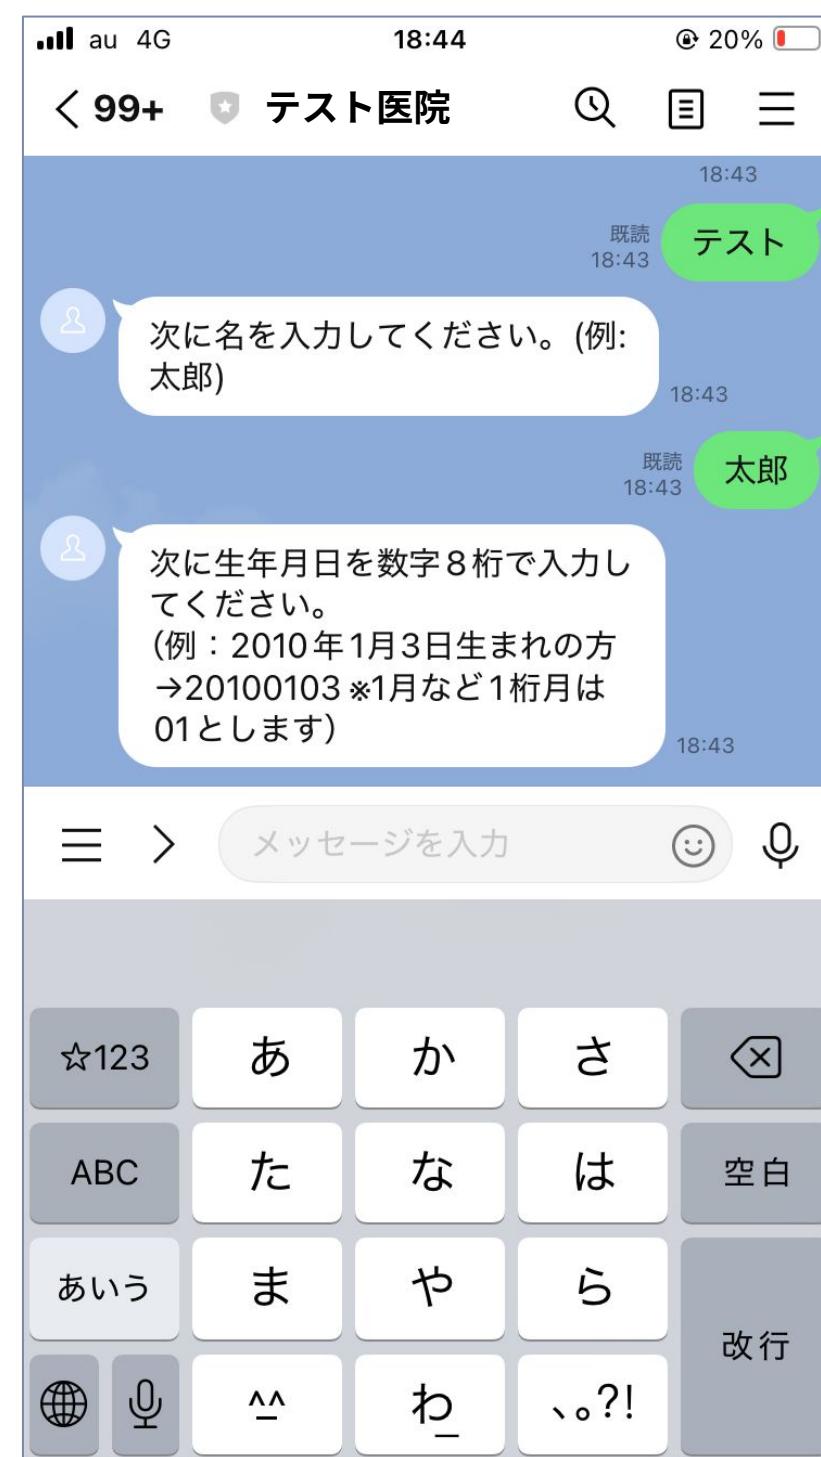 au 4G 18:44 20%
99+ テスト医院
18:43
既読
18:43 テスト
次に名を入力してください。(例:
太郎)
18:43
既読
18:43 太郎
次に生年月日を数字8桁で入力し
てください。
(例：2010年1月3日生まれの方
→20100103 ※1月など1桁月は
01とします）
18:43
メッセージを入力
☆123 あ か さ
ABC た な は 空白
あいう ま や ら
改行
^^ わ_ 、。?!